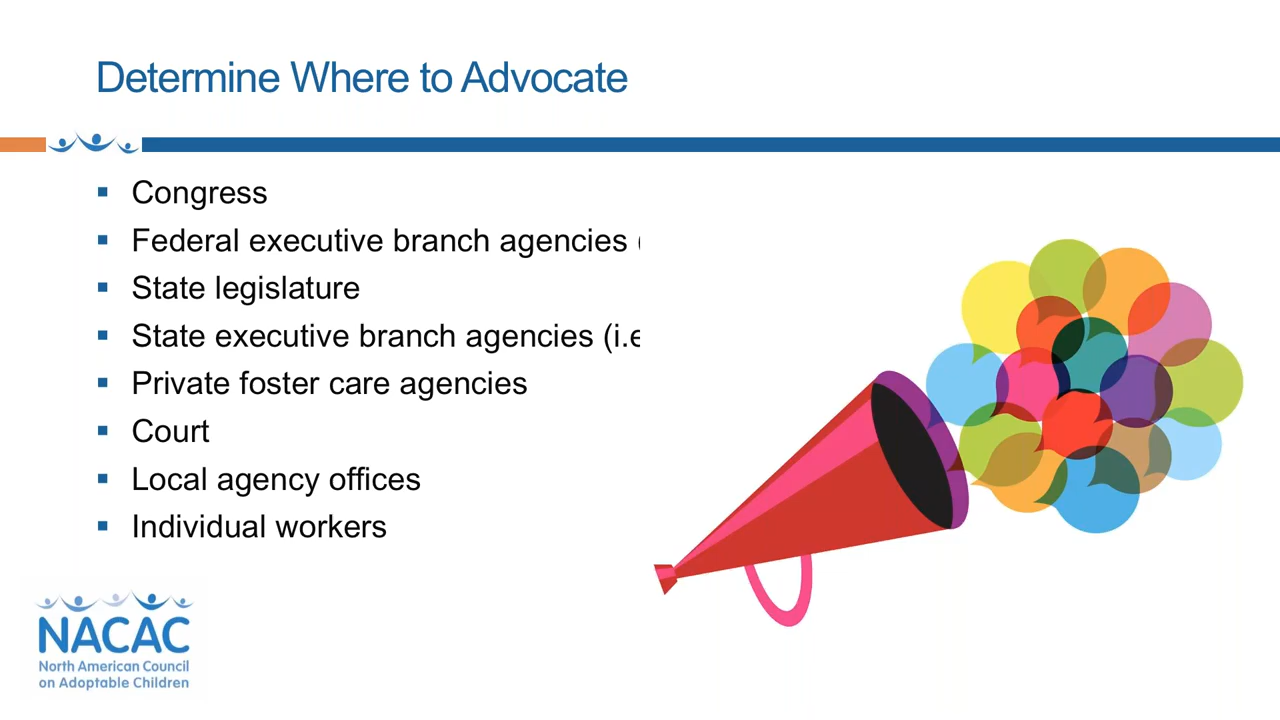 Determine Where to Advocate
Congress
Federal executive branch agencies (
State legislature
State executive branch agencies (i.e
Private foster care agencies
Court
Local agency offices
Individual workers
NACAC
North American Council
on Adoptable Children